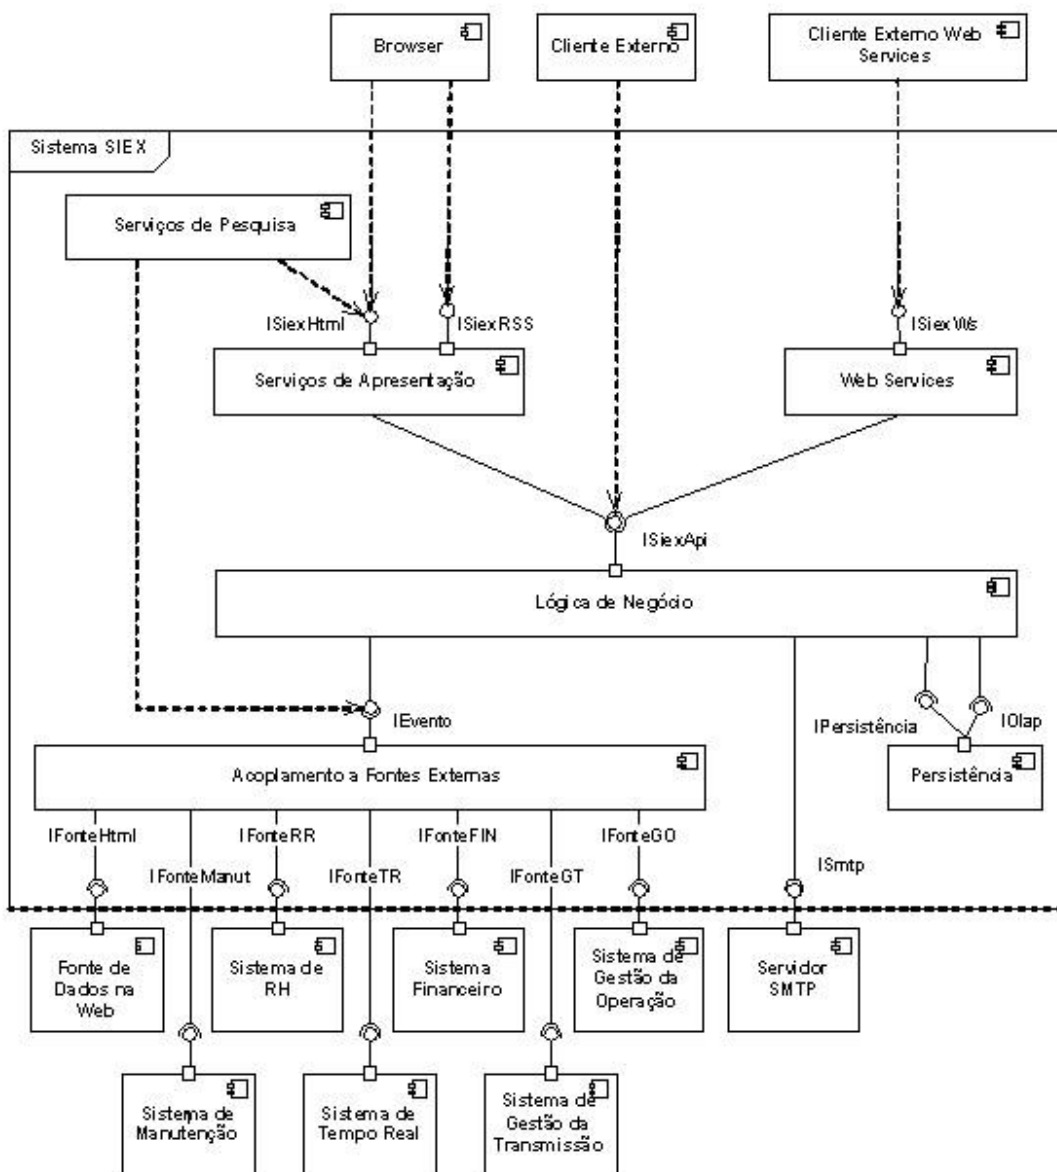 Browser
Cliente Externo
Cliente Externo Web
Services
Sistema SIEX
Serviços de Pesquisa
ISiexHtml
ISiexRSS
ISiexWs
Serviços de Apresentação
Web Services
ISiexApi
Lógica de Negócio
IEvento
IPersistência
IOlap
Acoplamento a Fontes Externas
Persistência
IFonteHtml
IFonteRR
IFonteFIN
IFonteGO
IFonteManut
IFonteTR
IFonteGT
ISmtp
Fonte de
Dados na
Web
Sistema de
RH
Sistema
Financeiro
Sistema de
Gestão da
Operação
Servidor
SMTP
Sistema de
Manutenção
Sistema de
Tempo Real
Sistema de
Gestão da
Transmissão